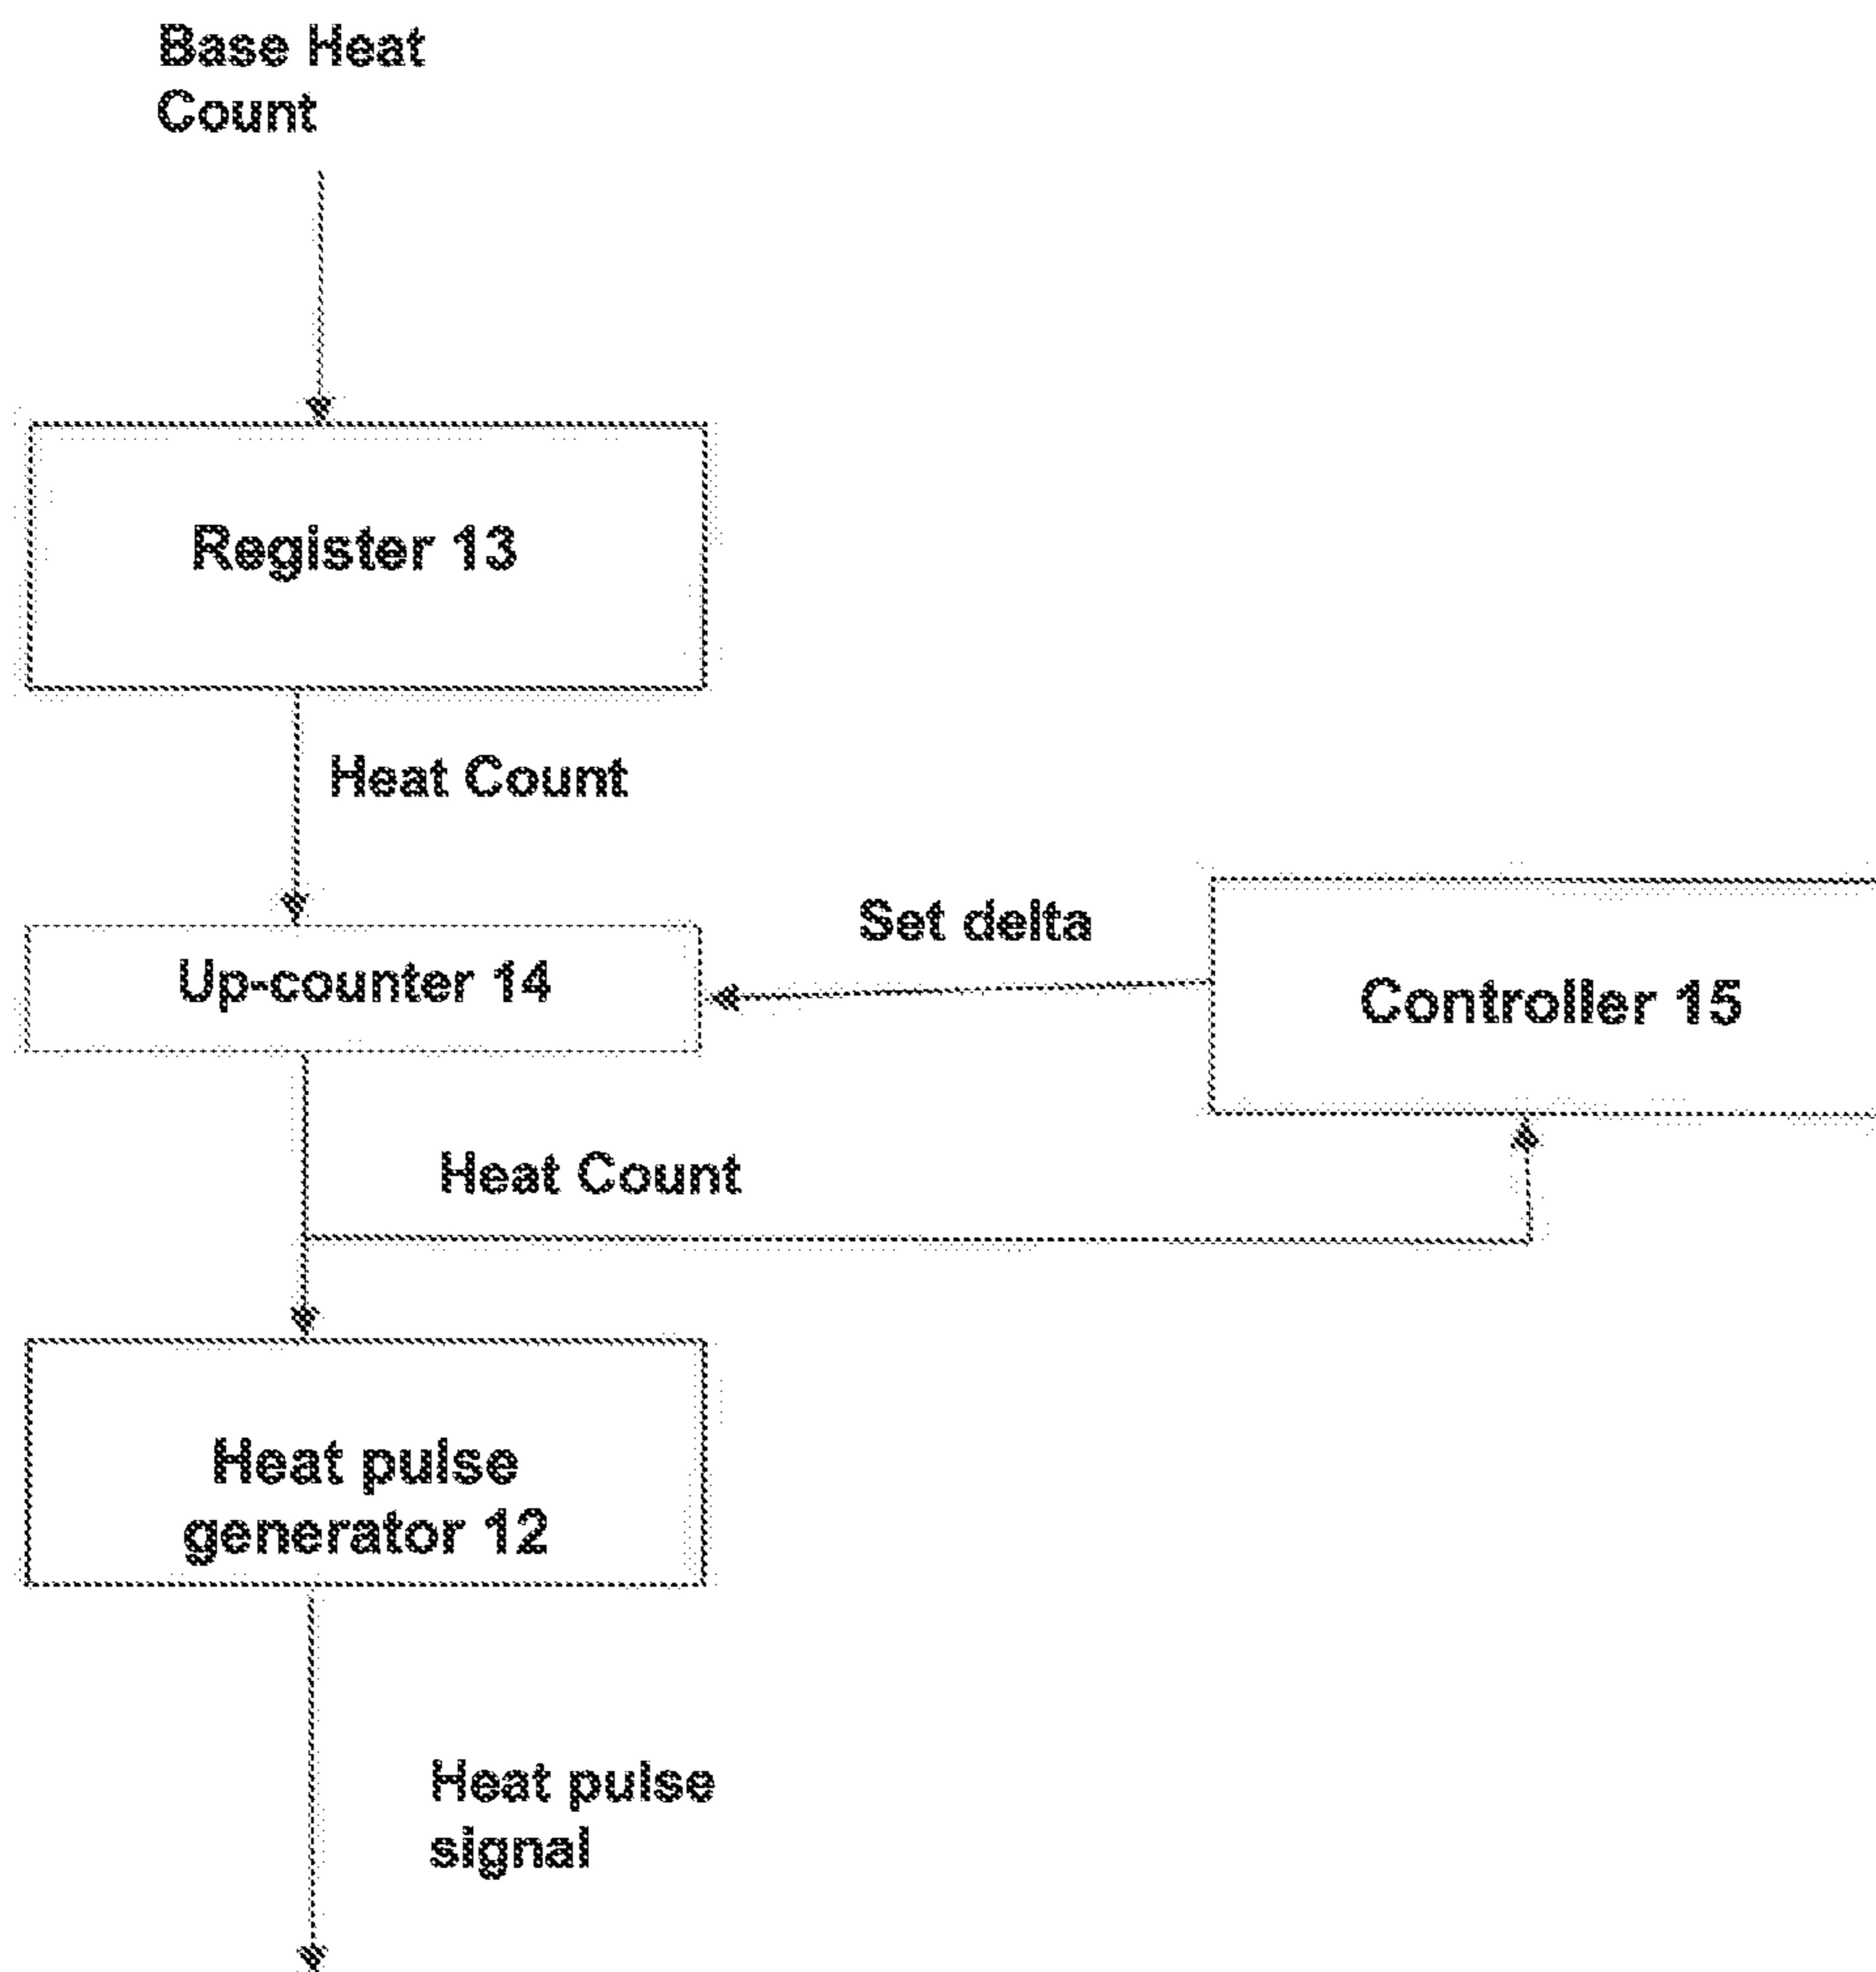 Base Heat
Count
Register 13
Heat Count
Set delta
Up-counter 14
Controller 15
Heat Count
Heat pulse
generator 12
Heat pulse
signal